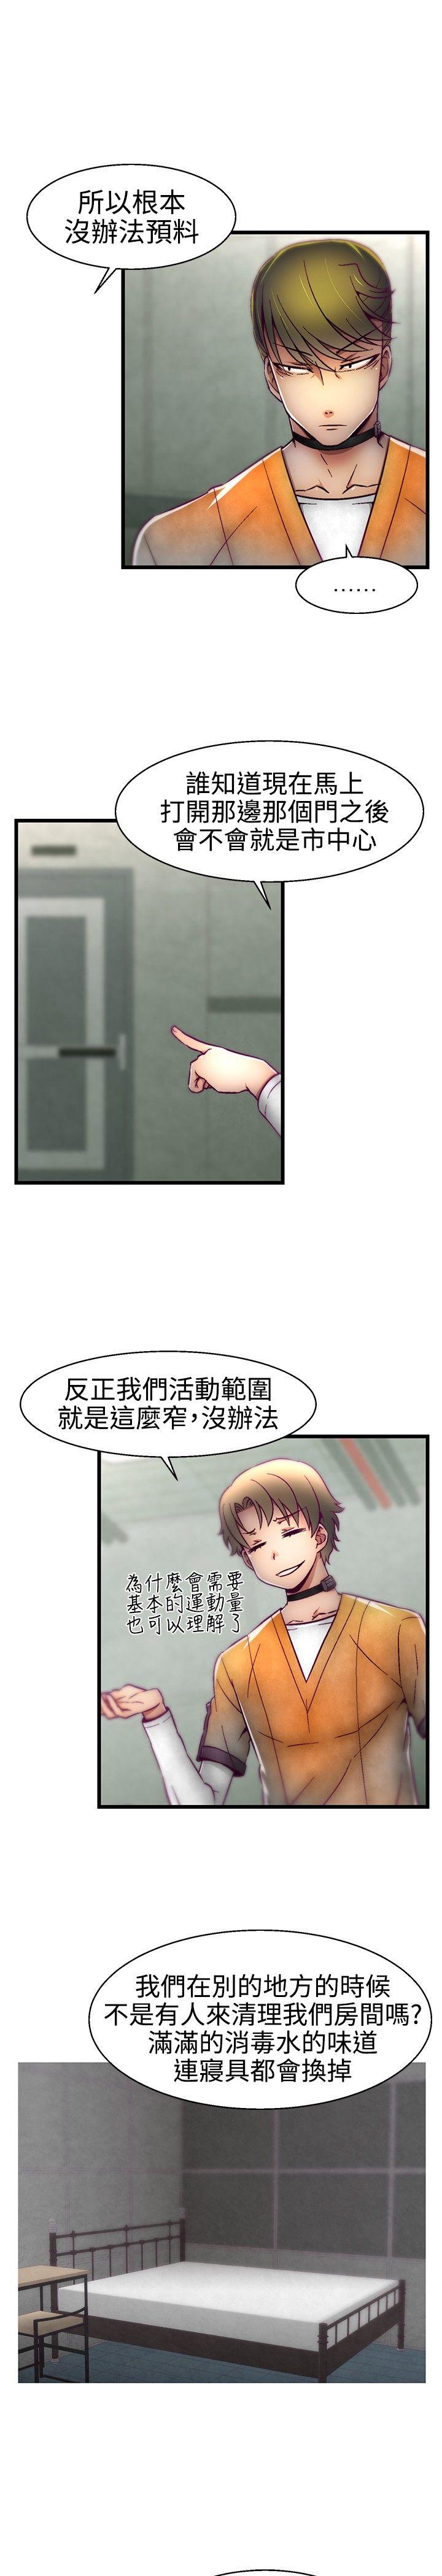 所以根本
沒辦法預料
……
誰知道現在馬上
打開那邊那個門之後
會不會就是市中心
反正我們活動範圍
就是這麼窄,沒辦法
為什麼會需要
基本的運動量
也可以理解了
我們在別的地方的時候
不是有人來清理我們房間嗎?
滿滿的消毒水的味道
連寢具都會換掉